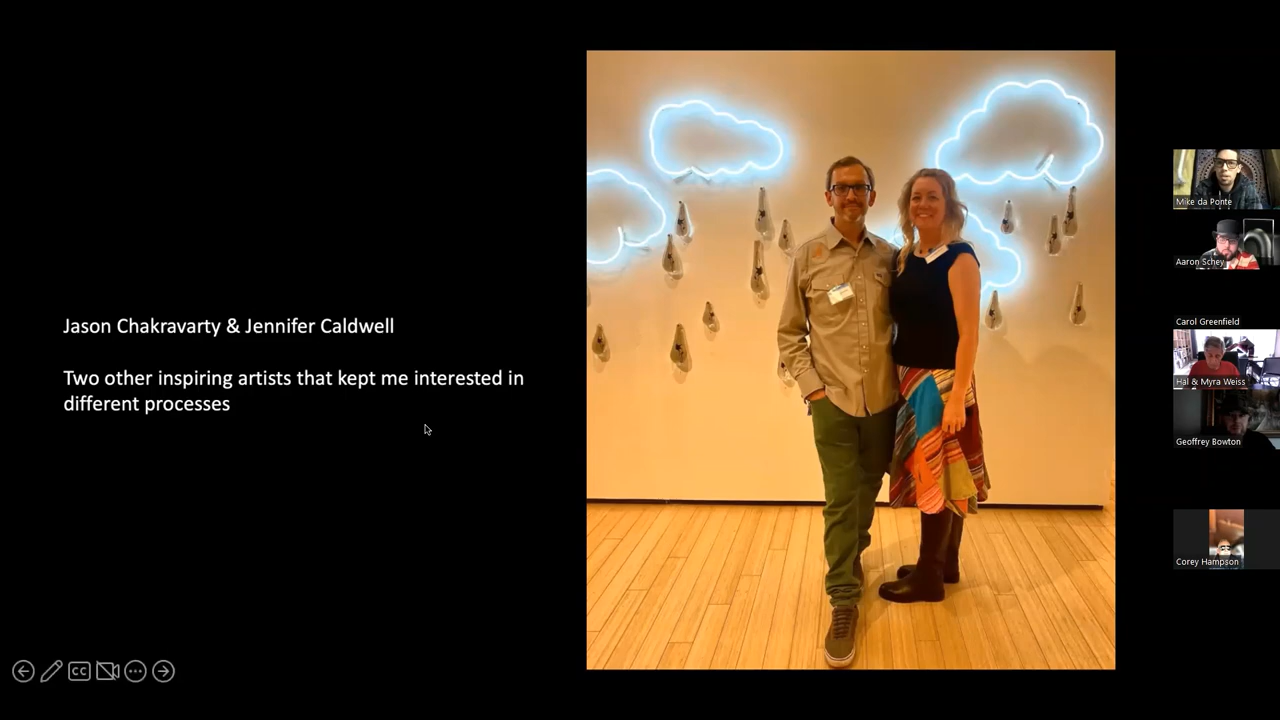 Jason Chakravarty & Jennifer Caldwell
Two other inspiring artists that kept me interested in
different processes
Mike da Ponte
Aaron Schey
Carol Greenfield
Hal & Myra Weiss
Geoffrey Bowton
Corey Hampson
CC